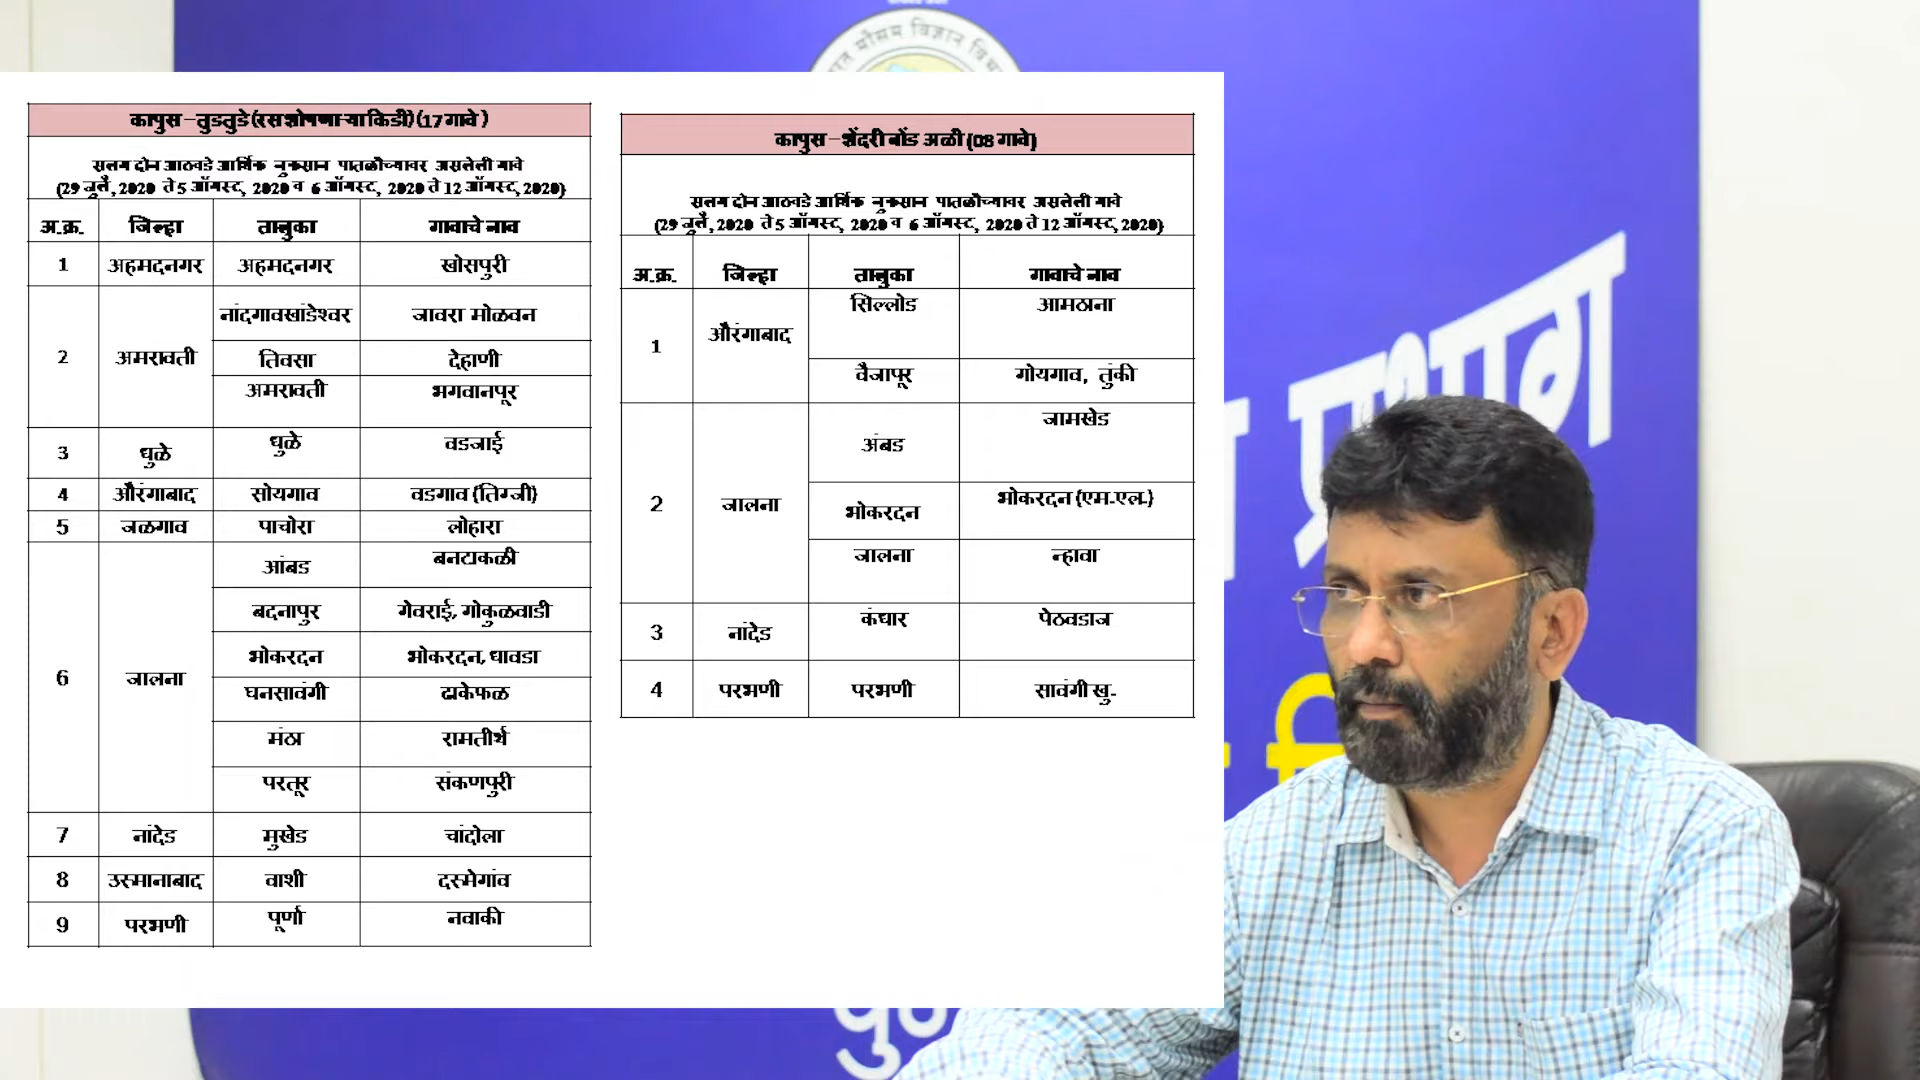 भारत मौसम विज्ञान विभाग
कापुस - तुडतुडे (रस शोषणाऱ्या किडी) (17 गावे)
सलग दोन आठवडे आर्थिक नुकसान पातळीच्यावर असलेली गावे
(29 जुलै, 2020 ते 5 ऑगस्ट, 2020 व 6 ऑगस्ट, 2020 ते 12 ऑगस्ट, 2020)
अ.क्र. जिल्हा तालुका गावाचे नाव
1 अहमदनगर अहमदनगर खोसपुरी
2 अमरावती नांदगावखांडेश्वर जावरा मोळवन
तिवसा देहाणी
अमरावती भगवानपूर
3 धुळे धुळे वडजाई
4 औरंगाबाद सोयगाव वडगाव (तिग्जी)
5 जळगाव पाचोरा लोहारा
6 जालना आंबड बनटाकळी
बदनापुर गेवराई, गोकुळवाडी
भोकरदन भोकरदन, धावडा
घनसावंगी ढाकेफळ
मंठा रामतीर्थ
परतूर संकणपुरी
7 नांदेड मुखेड चांदोला
8 उस्मानाबाद वाशी दस्मेगांव
9 परभणी पूर्णा नवाकी
कापुस - शेंदरी बोंड अळी (08 गावे)
सलग दोन आठवडे आर्थिक नुकसान पातळीच्यावर असलेली गावे
(29 जुलै, 2020 ते 5 ऑगस्ट, 2020 व 6 ऑगस्ट, 2020 ते 12 ऑगस्ट, 2020)
अ.क्र. जिल्हा तालुका गावाचे नाव
1 औरंगाबाद सिल्लोड आमठाना
वैजापूर गोयगाव, तुंकी
2 जालना अंबड जामखेड
भोकरदन भोकरदन (एम.एल.)
जालना न्हावा
3 नांदेड कंधार पेठवडाज
4 परभणी परभणी सावंगी खु.
प्रभाग